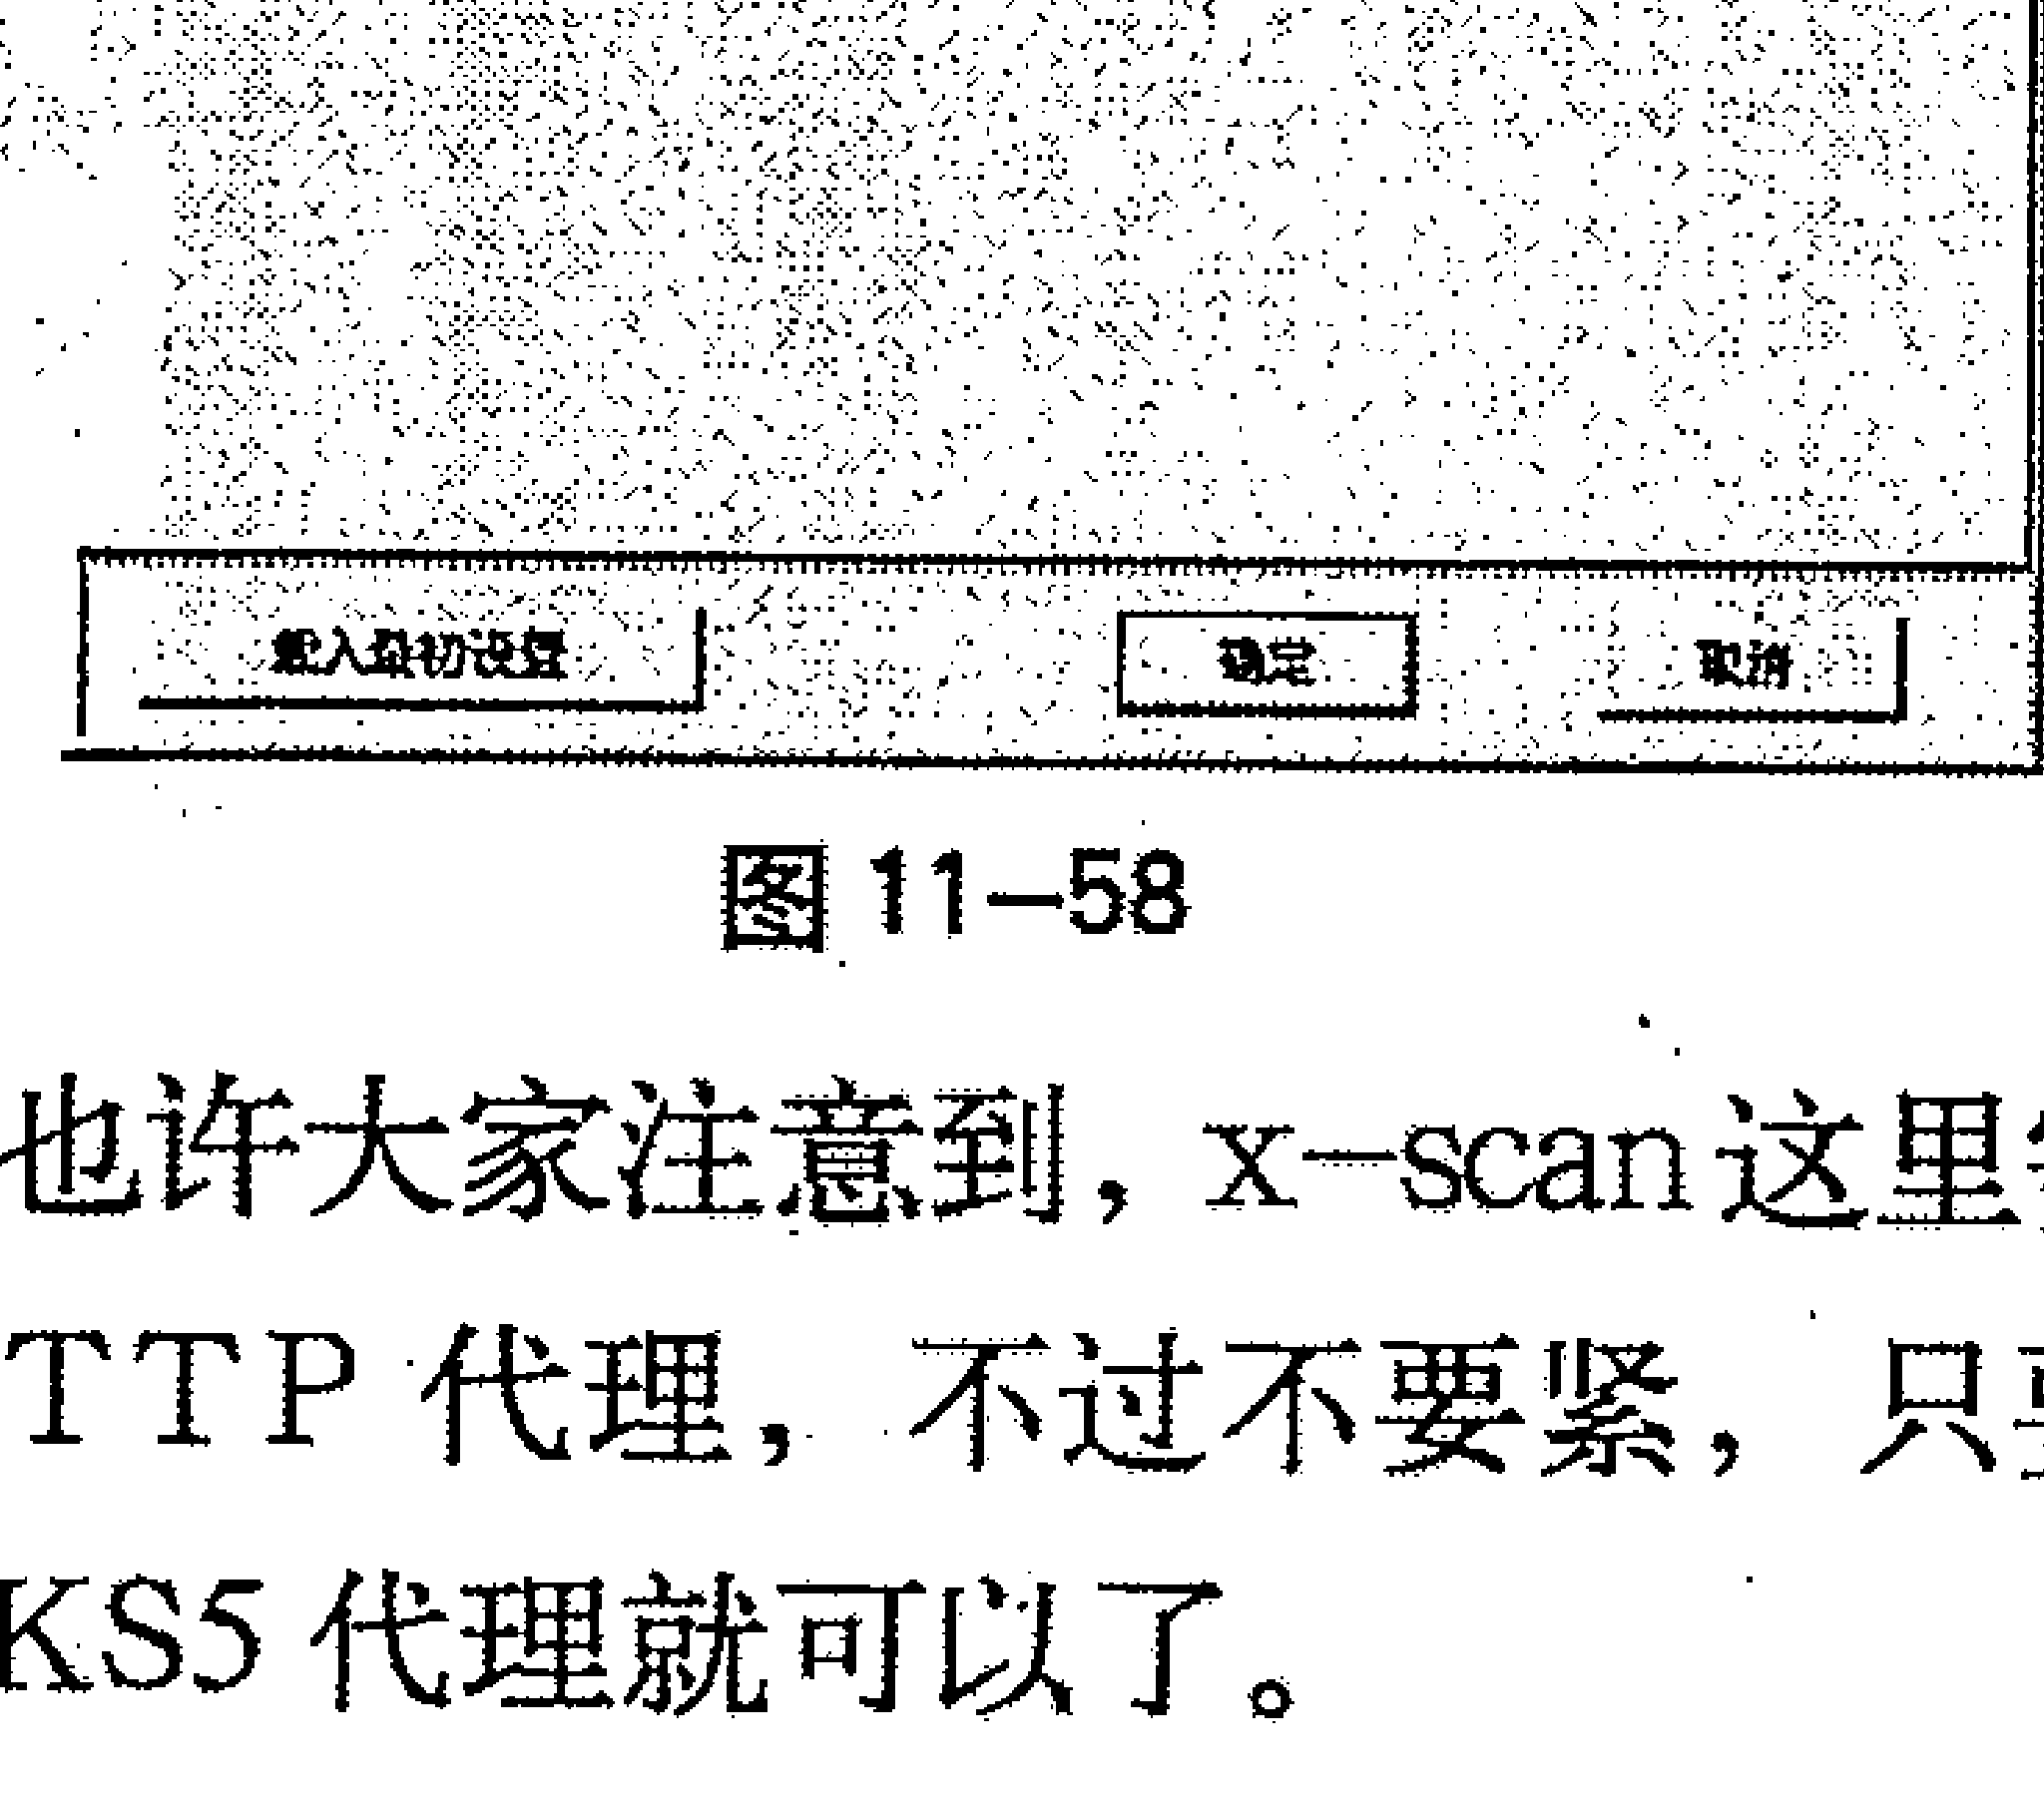 载入最初设置 确定 取消
图 11-58
也许大家注意到，x-scan 这里
TTP 代理，不过不要紧，只要
KS5 代理就可以了。